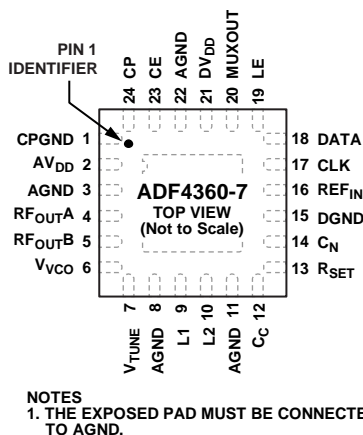 PIN 1
IDENTIFIER
24 CP
23 CE
22 AGND
21 DVDD
20 MUXOUT
19 LE
CPGND 1
AVDD 2
AGND 3
RFOUTA 4
RFOUTB 5
VVCO 6
ADF4360-7
TOP VIEW
(Not to Scale)
18 DATA
17 CLK
16 REFIN
15 DGND
14 CN
13 RSET
VTUNE 7
AGND 8
L1 9
L2 10
AGND 11
CC 12
NOTES
1. THE EXPOSED PAD MUST BE CONNECTE
TO AGND.